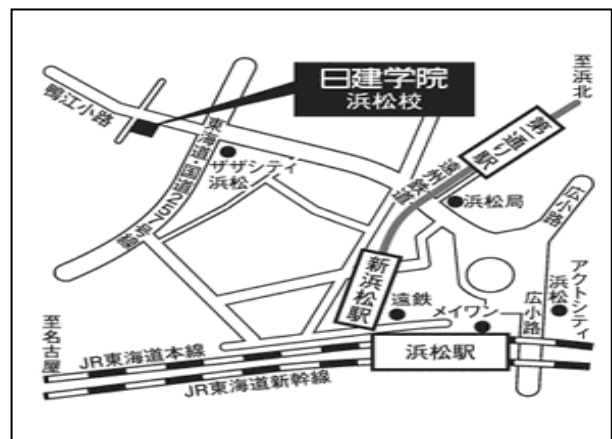 日建学院
浜松校
至浜北
鴨江小路
東海道・国道257号線
ザザシティ
浜松
第一通り駅
遠州鉄道
浜松局
広小路
新浜松駅
遠鉄
メイワン
広小路
アクトシティ
浜松
至名古屋
JR東海道本線
浜松駅
JR東海道新幹線